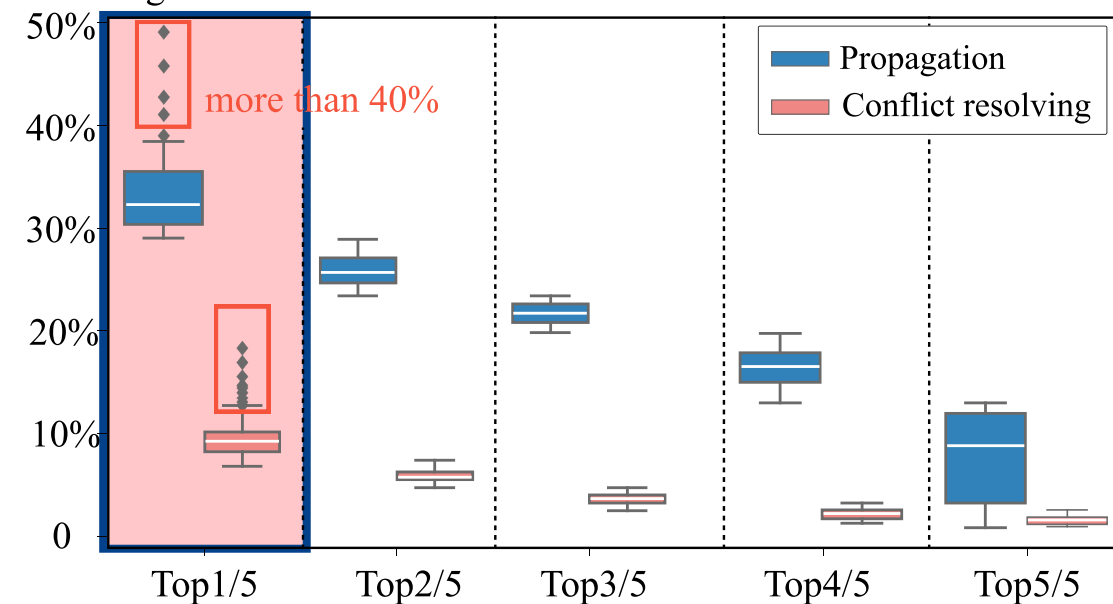 50%
more than 40%
40%
30%
20%
10%
0
Propagation
Conflict resolving
Top1/5
Top2/5
Top3/5
Top4/5
Top5/5